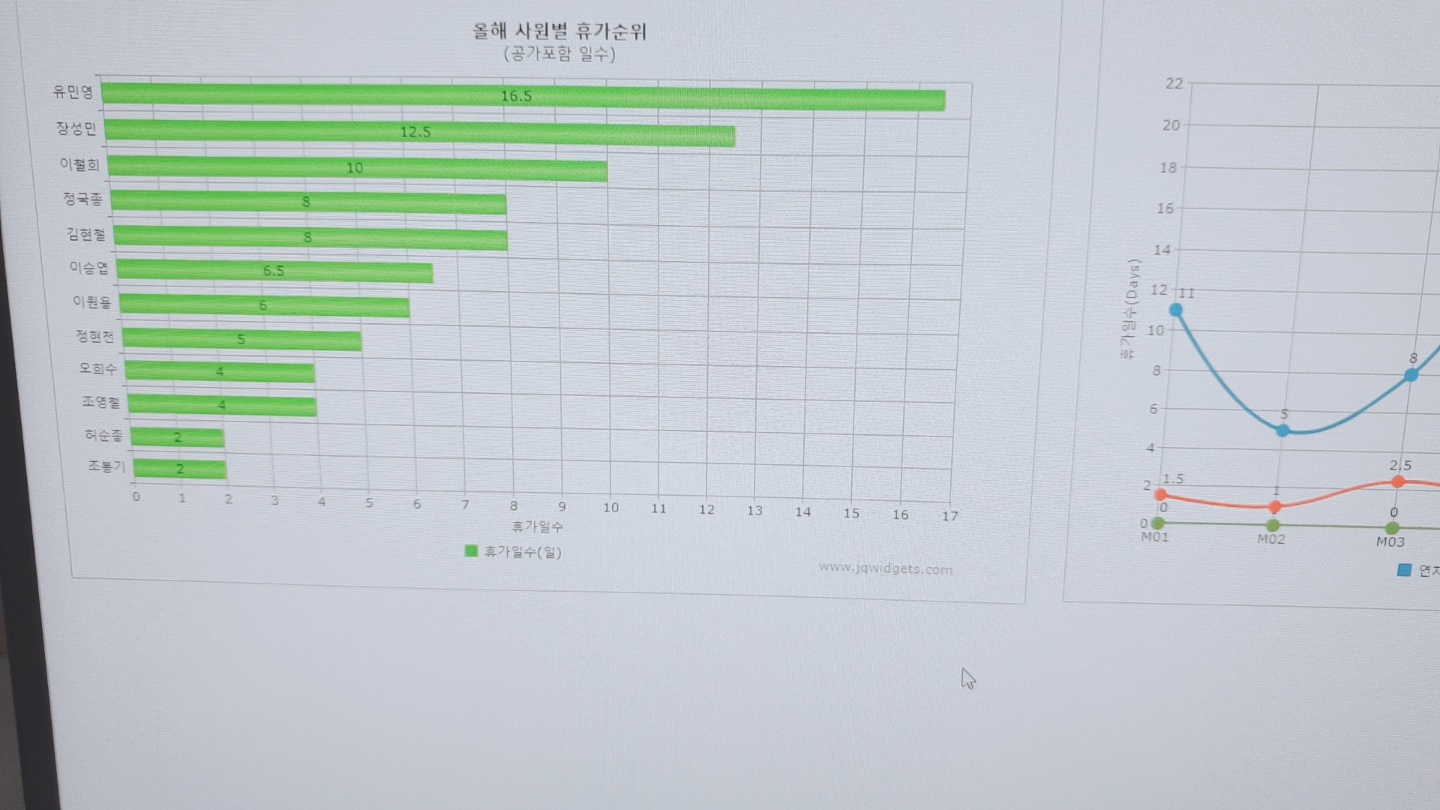 올해 사원별 휴가순위
(공가포함 일수)
유민영 16.5
장성민 12.5
이철희 10
정국종 8
김현철 8
이승엽 6.5
이원용 6
정현전 5
오희수 4
조영철 4
허순종 2
조봉기 2
0 1 2 3 4 5 6 7 8 9 10 11 12 13 14 15 16 17
휴가일수
휴가일수(일)
www.jqwidgets.com
휴가일수(Days)
22
20
18
16
14
12
10
8
6
4
2
0
11 5 8
1.5 1 2.5
0 0
M01 M02 M03